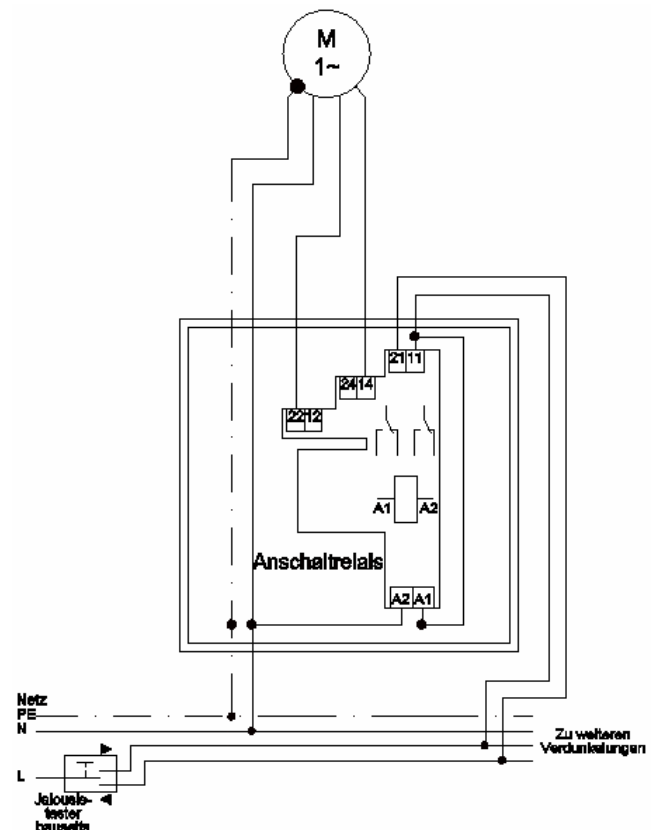 M
1~
21 11
24 14
22 12
A1 A2
Anschaltrelais
A2 A1
Netz
PE
N
Zu weiteren
Verdunkelungen
L
Jalousie-
taster
bauseits